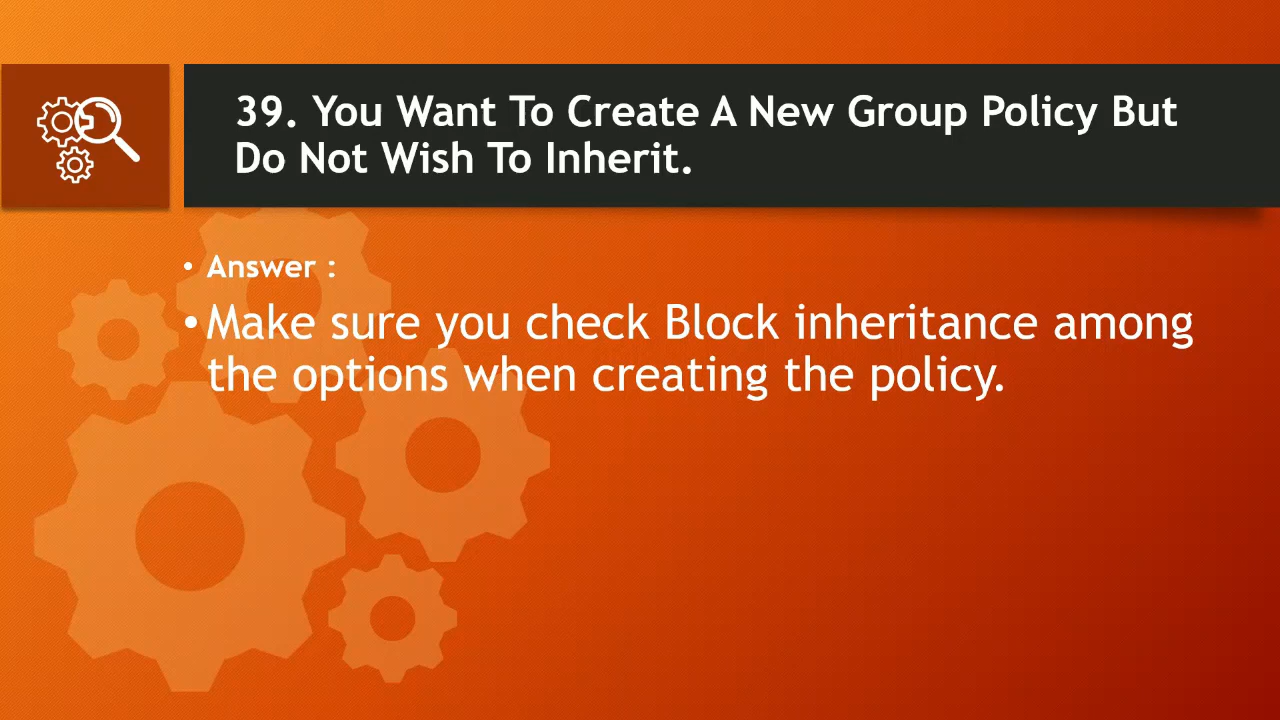 39. You Want To Create A New Group Policy But
Do Not Wish To Inherit.
• Answer :
• Make sure you check Block inheritance among
the options when creating the policy.